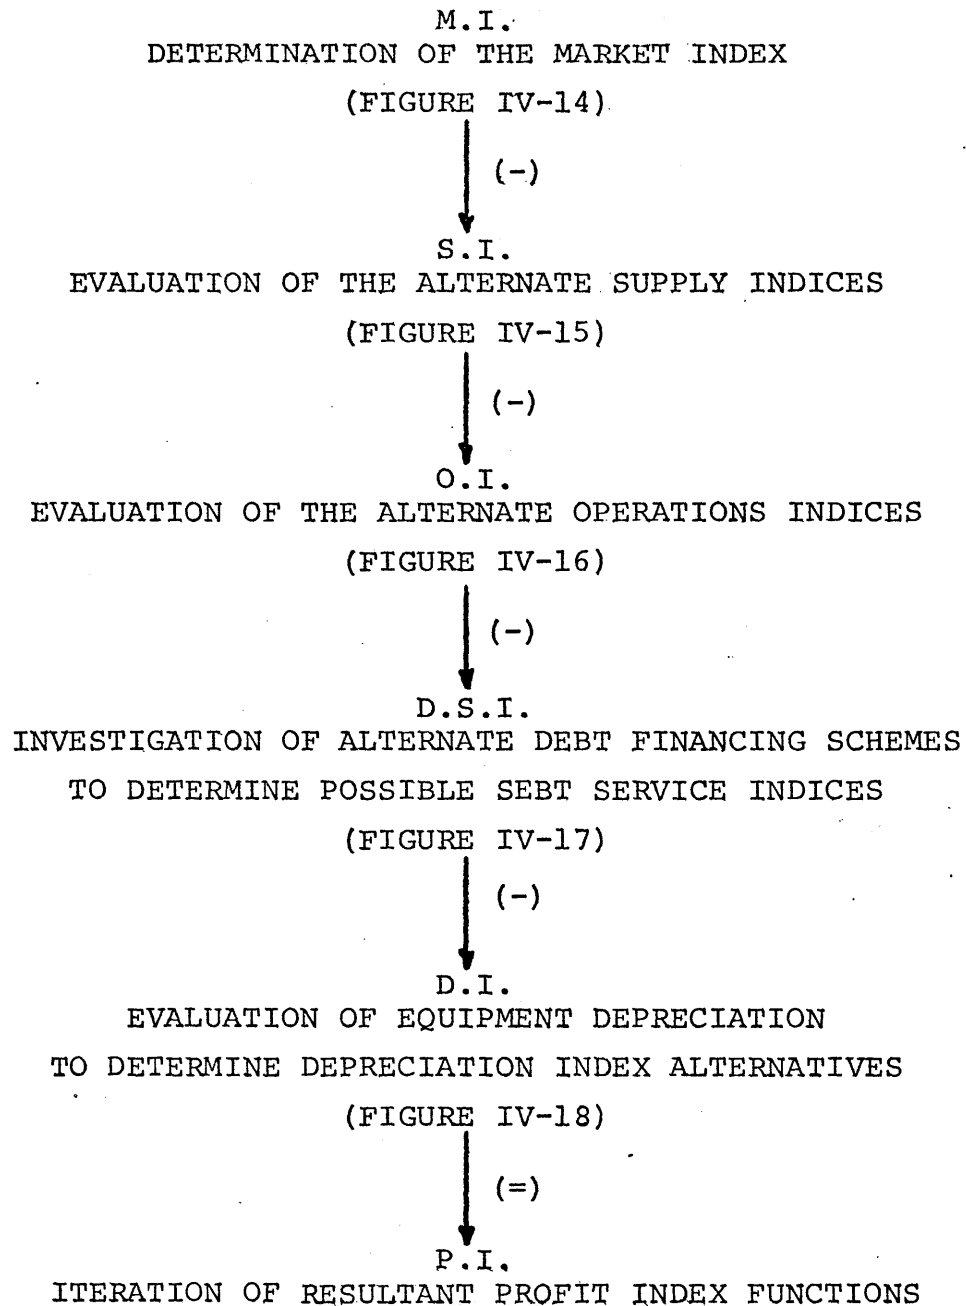 M.I.
DETERMINATION OF THE MARKET INDEX
(FIGURE IV-14)
(-)
S.I.
EVALUATION OF THE ALTERNATE SUPPLY INDICES
(FIGURE IV-15)
(-)
O.I.
EVALUATION OF THE ALTERNATE OPERATIONS INDICES
(FIGURE IV-16)
(-)
D.S.I.
INVESTIGATION OF ALTERNATE DEBT FINANCING SCHEMES
TO DETERMINE POSSIBLE SEBT SERVICE INDICES
(FIGURE IV-17)
(-)
D.I.
EVALUATION OF EQUIPMENT DEPRECIATION
TO DETERMINE DEPRECIATION INDEX ALTERNATIVES
(FIGURE IV-18)
(=)
P.I.
ITERATION OF RESULTANT PROFIT INDEX FUNCTIONS